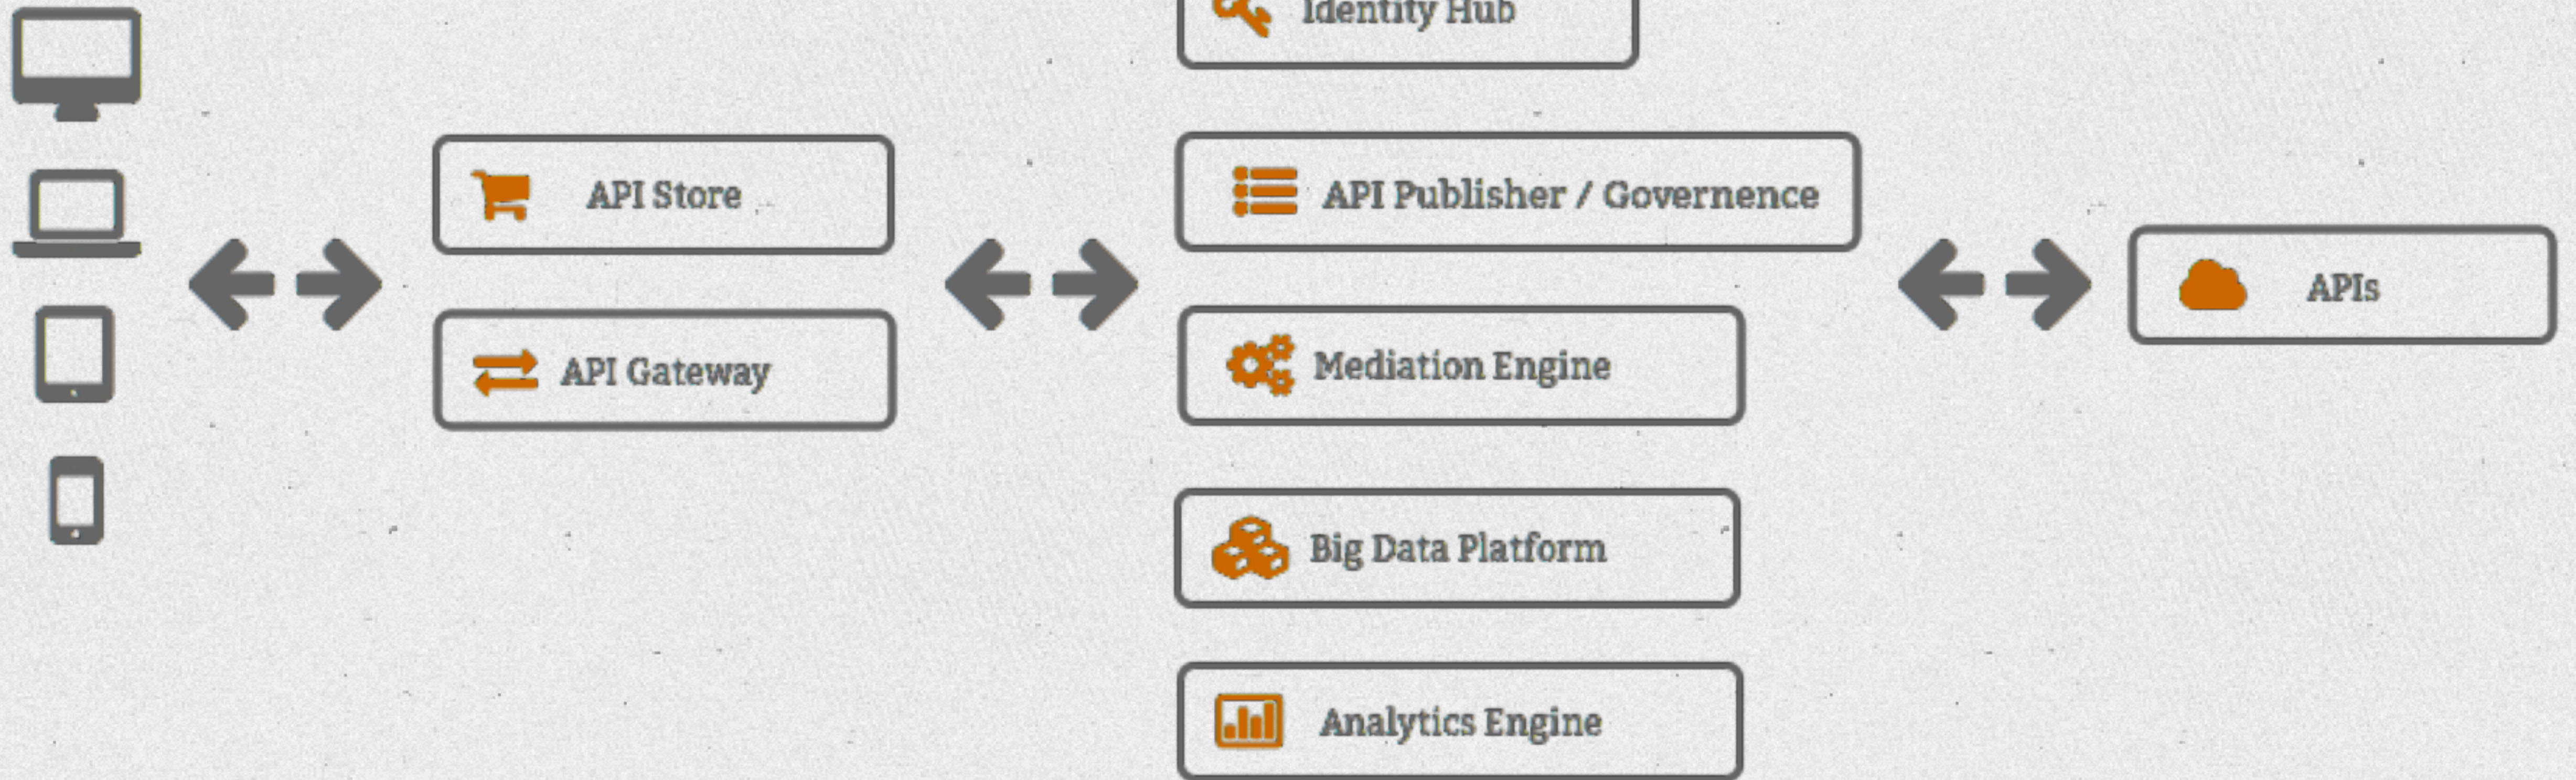 Identity Hub
API Store
API Publisher / Governence
API Gateway
Mediation Engine
APIs
Big Data Platform
Analytics Engine